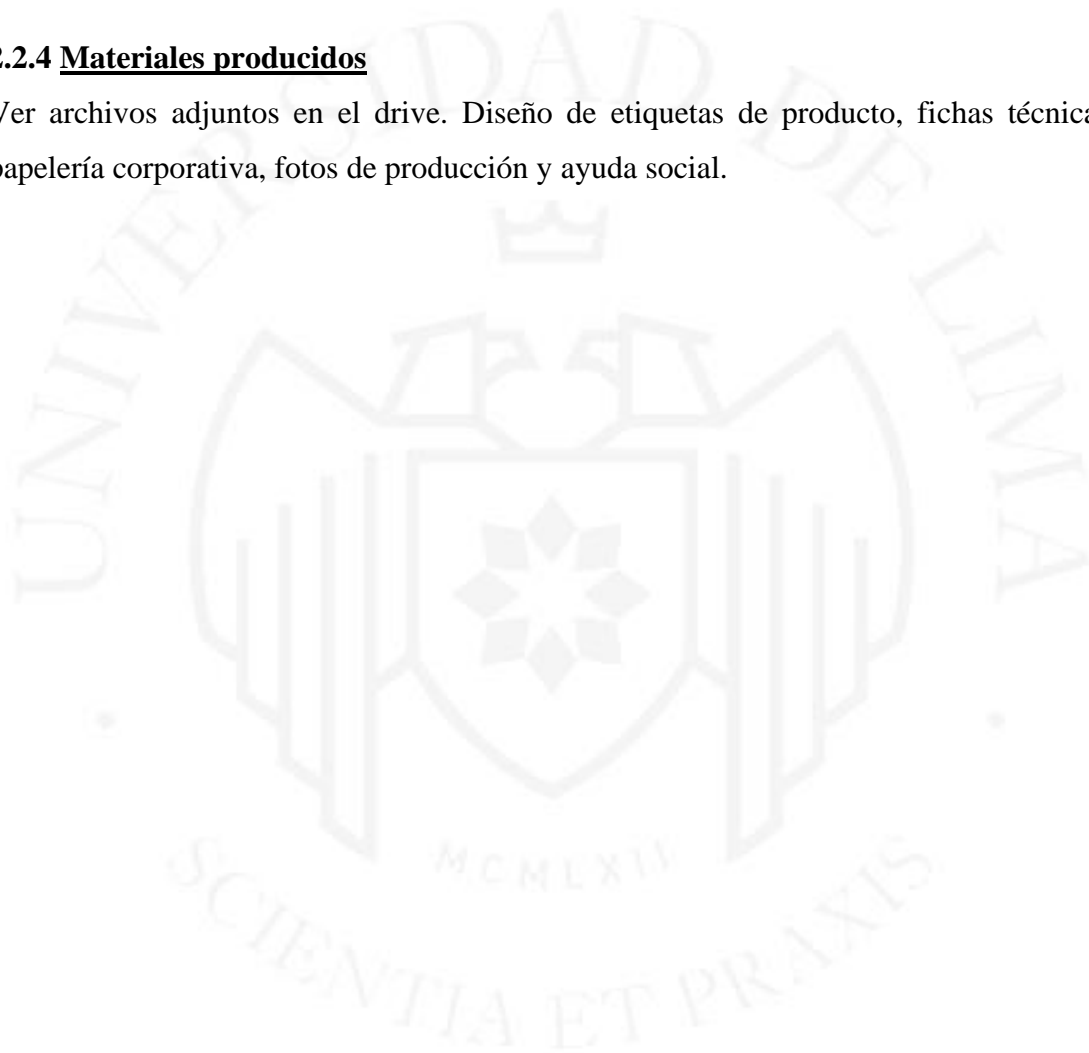 2.2.4 Materiales producidos
Ver archivos adjuntos en el drive. Diseño de etiquetas de producto, fichas técnica
papelería corporativa, fotos de producción y ayuda social.
UNIVERSIDAD DE LIMA
MCMLXII
SCIENTIA ET PRAXIS